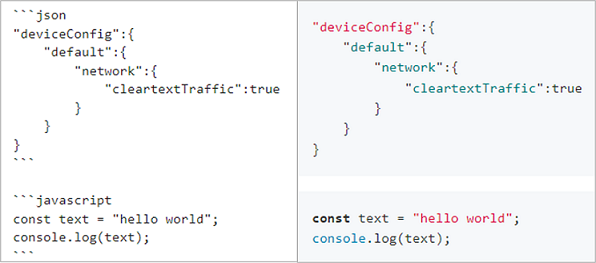 ```json
"deviceConfig":{
    "default":{
        "network":{
            "cleartextTraffic":true
        }
    }
}
```
```javascript
const text = "hello world";
console.log(text);
```
"deviceConfig":{
    "default":{
        "network":{
            "cleartextTraffic":true
        }
    }
}
const text = "hello world";
console.log(text);